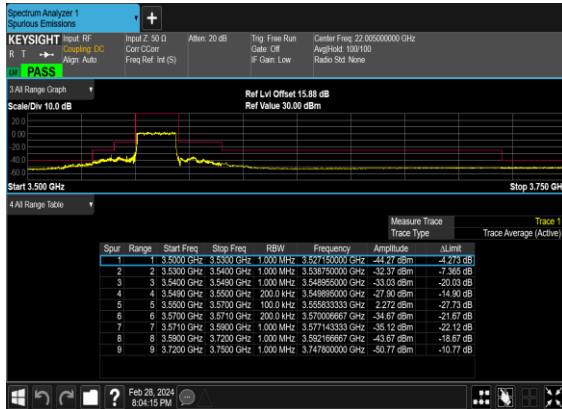 Spectrum Analyzer 1
Spurious Emissions
+
KEYSIGHT Input: RF Input Z: 50 Ω Atten: 20 dB Trig: Free Run Center Freq: 22.005000000 GHz
R T Coupling: DC Corr CCorr Gate: Off Avg|Hold: 100/100
Align: Auto Freq Ref: Int (S) IF Gain: Low Radio Std: None
LXI PASS
3 All Range Graph
Ref Lvl Offset 15.88 dB
Scale/Div 10.0 dB Ref Value 30.00 dBm
20.0
0.00
-20.0
-40.0
-60.0
Start 3.500 GHz Stop 3.750 GHz
4 All Range Table
Measure Trace Trace 1
Trace Type Trace Average (Active)
Spur Range Start Freq Stop Freq RBW Frequency Amplitude ΔLimit
1 1 3.5000 GHz 3.5300 GHz 1.000 MHz 3.527150000 GHz -44.27 dBm -4.273 dB
2 2 3.5300 GHz 3.5400 GHz 1.000 MHz 3.538750000 GHz -32.37 dBm -7.365 dB
3 3 3.5400 GHz 3.5490 GHz 1.000 MHz 3.548955000 GHz -33.03 dBm -20.03 dB
4 4 3.5490 GHz 3.5500 GHz 200.0 kHz 3.549895000 GHz -27.90 dBm -14.90 dB
5 5 3.5500 GHz 3.5700 GHz 100.0 kHz 3.555833333 GHz 2.272 dBm -27.73 dB
6 6 3.5700 GHz 3.5710 GHz 200.0 kHz 3.570006667 GHz -34.67 dBm -21.67 dB
7 7 3.5710 GHz 3.5900 GHz 1.000 MHz 3.577143333 GHz -35.12 dBm -22.12 dB
8 8 3.5900 GHz 3.7200 GHz 1.000 MHz 3.592166667 GHz -43.67 dBm -18.67 dB
9 9 3.7200 GHz 3.7500 GHz 1.000 MHz 3.747800000 GHz -50.77 dBm -10.77 dB
? Feb 28, 2024
8:04:15 PM